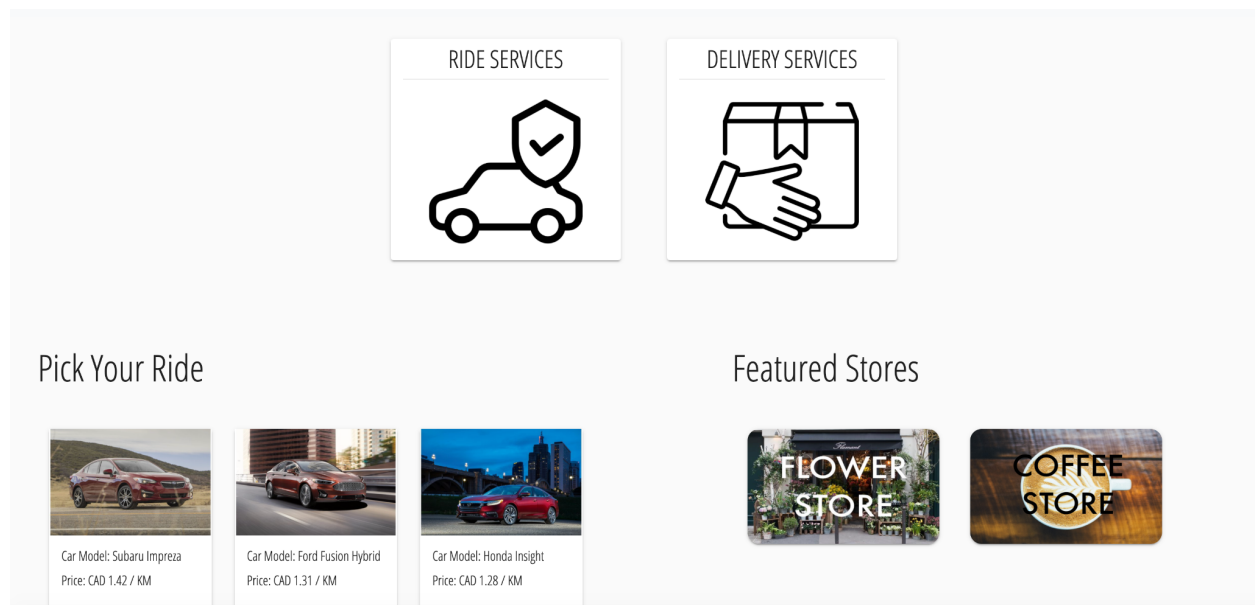 RIDE SERVICES
DELIVERY SERVICES
Pick Your Ride
Featured Stores
FLOWER
STORE
COFFEE
STORE
Car Model: Subaru Impreza
Price: CAD 1.42 / KM
Car Model: Ford Fusion Hybrid
Price: CAD 1.31 / KM
Car Model: Honda Insight
Price: CAD 1.28 / KM